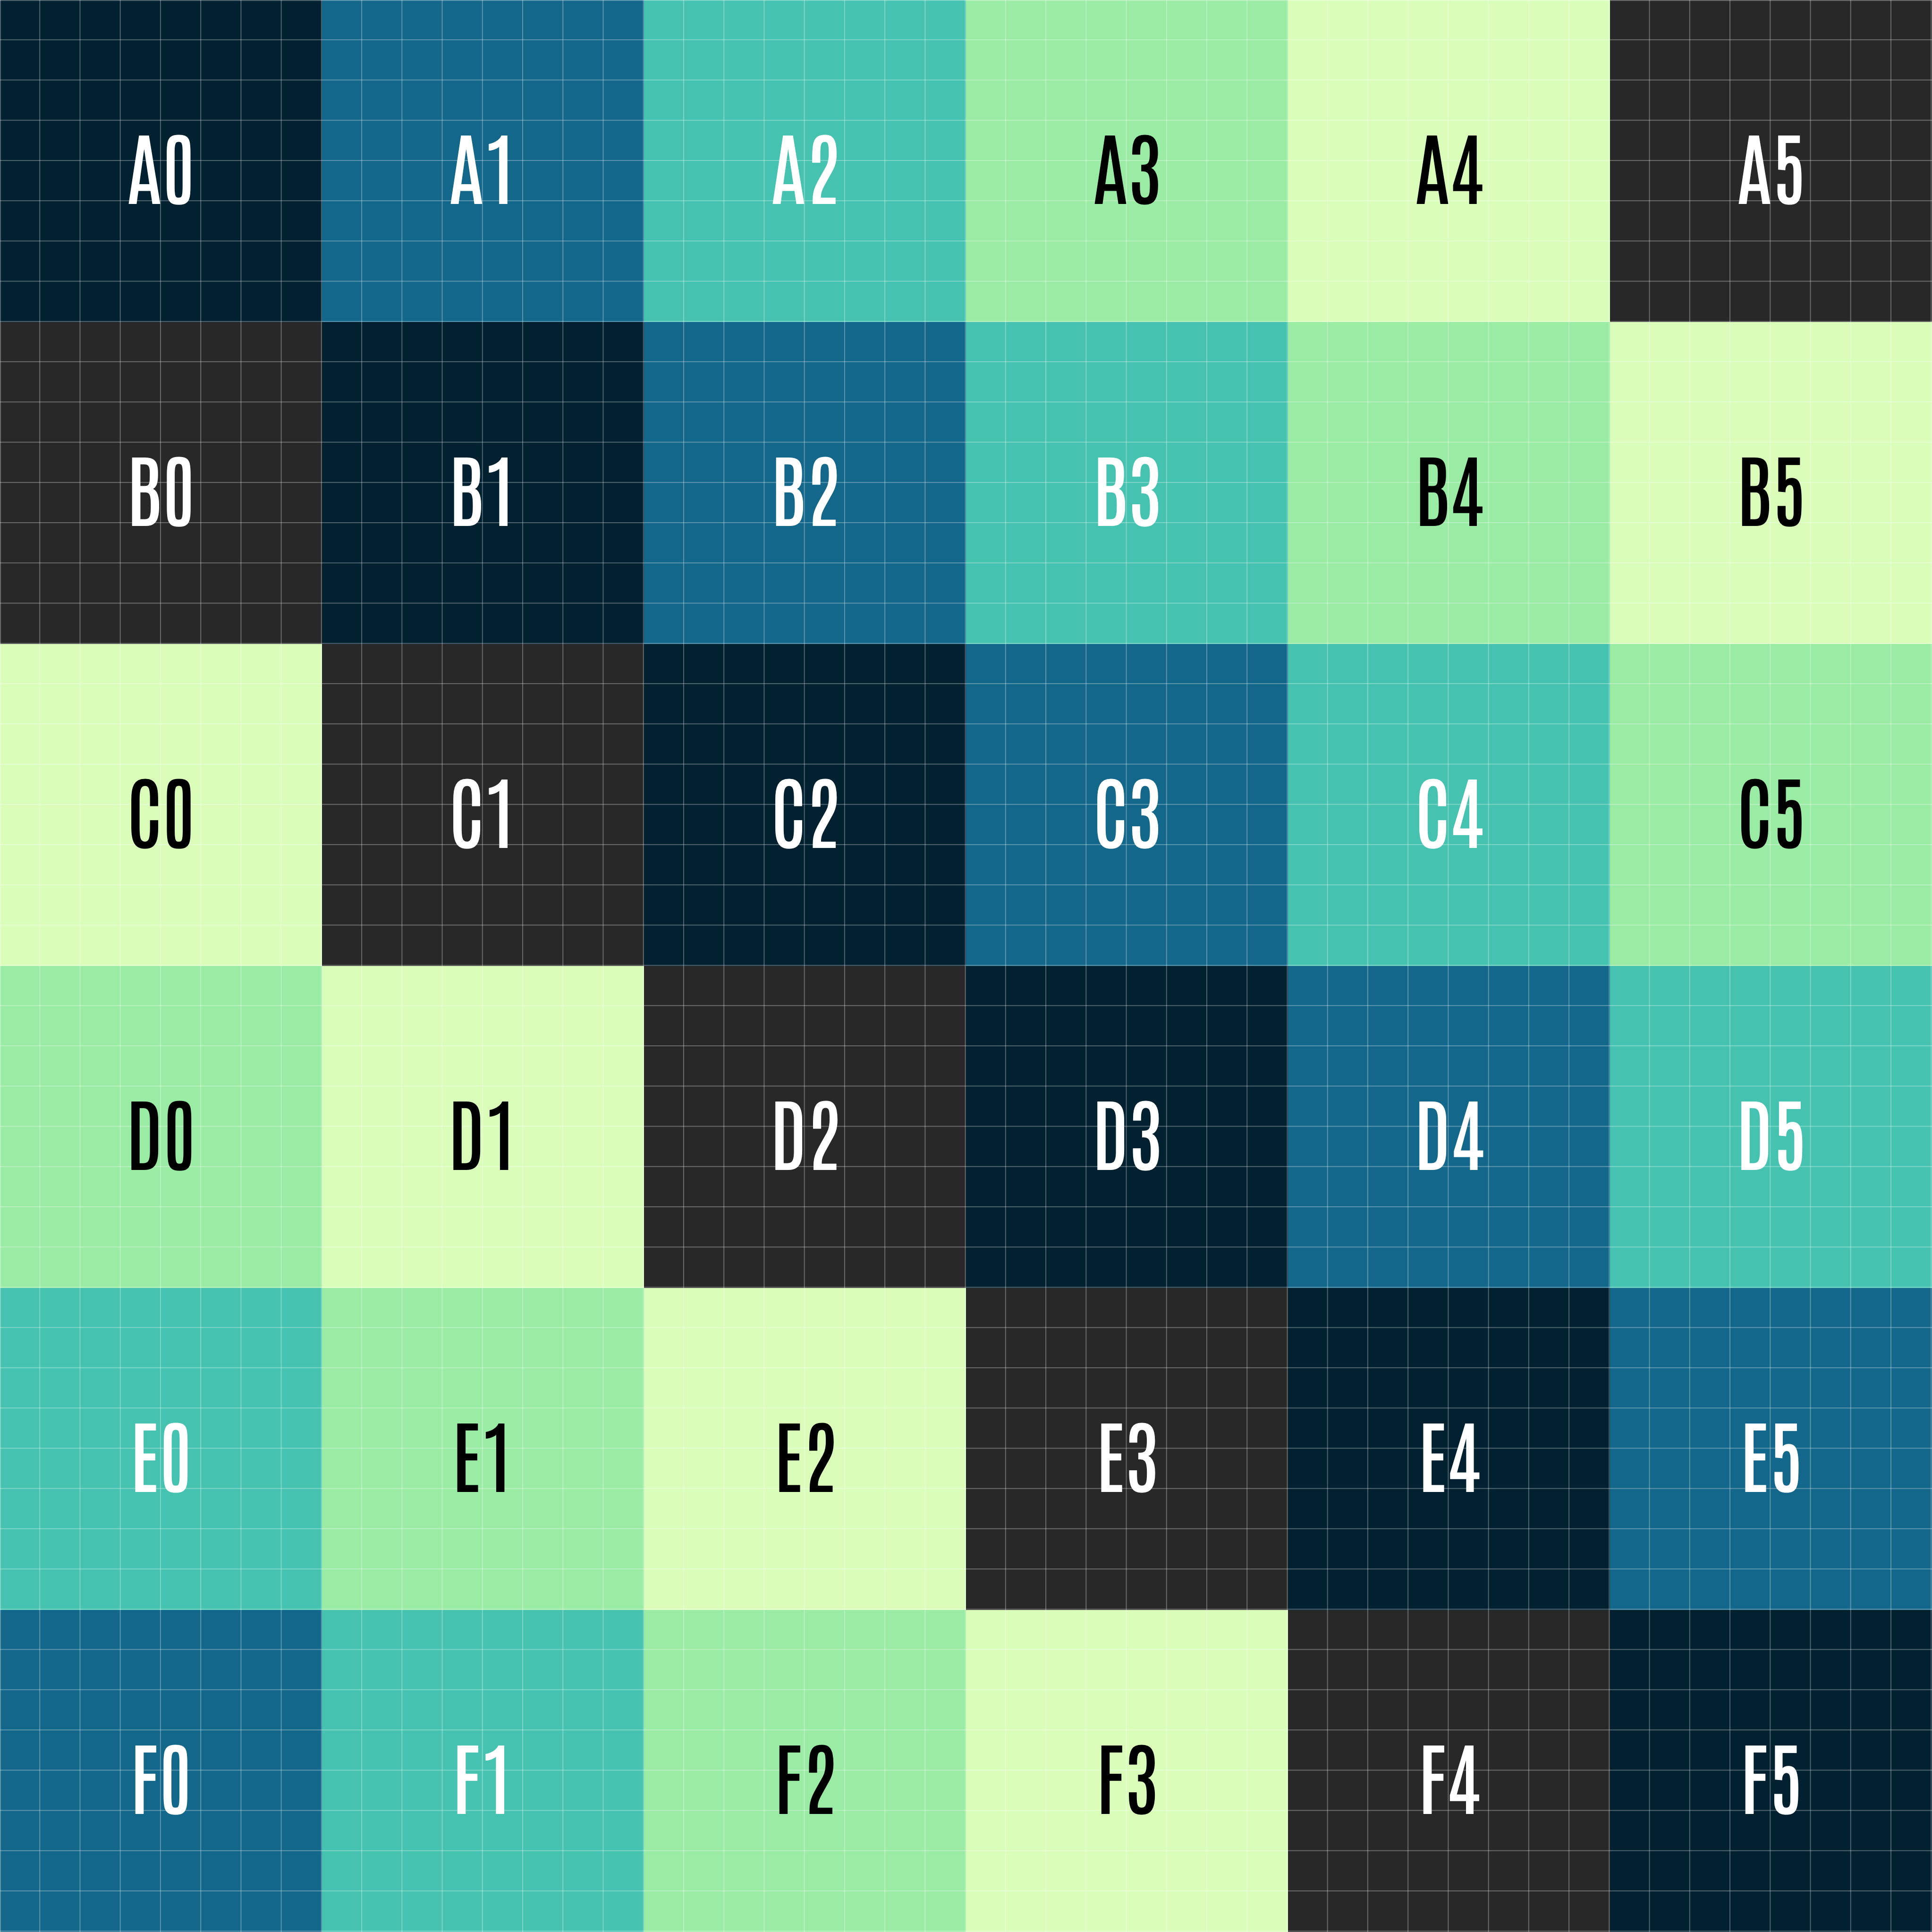 A0 A1 A2 A3 A4 A5
B0 B1 B2 B3 B4 B5
C0 C1 C2 C3 C4 C5
D0 D1 D2 D3 D4 D5
E0 E1 E2 E3 E4 E5
F0 F1 F2 F3 F4 F5